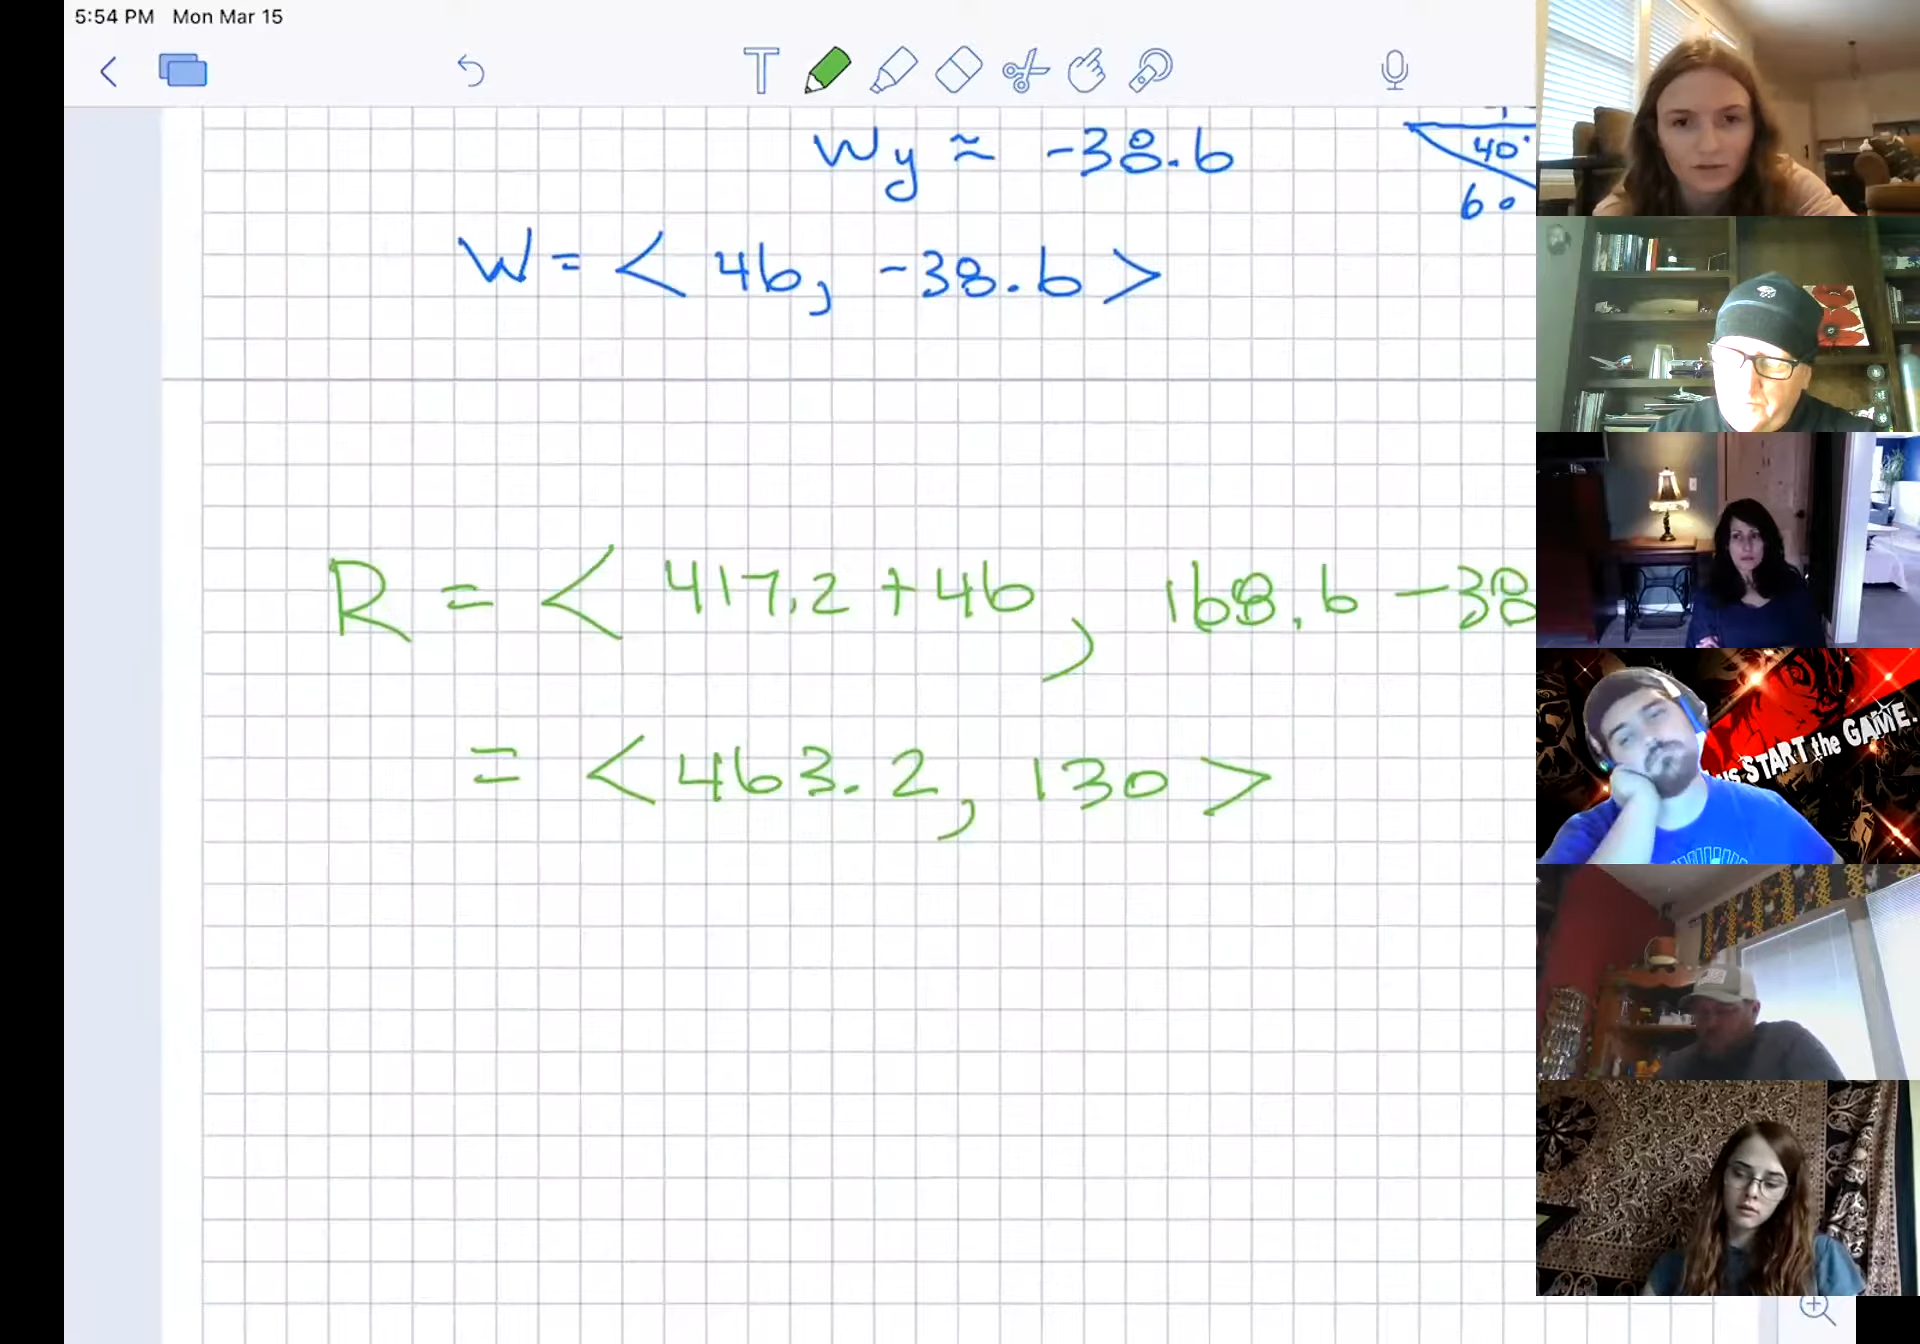 5:54 PM Mon Mar 15
T
Wy ≈ -38.6
40°
60
W = < 46, -38.6 >
R = < 417.2 + 46, 168.6 - 38
= < 463.2, 130 >
START the GAME.